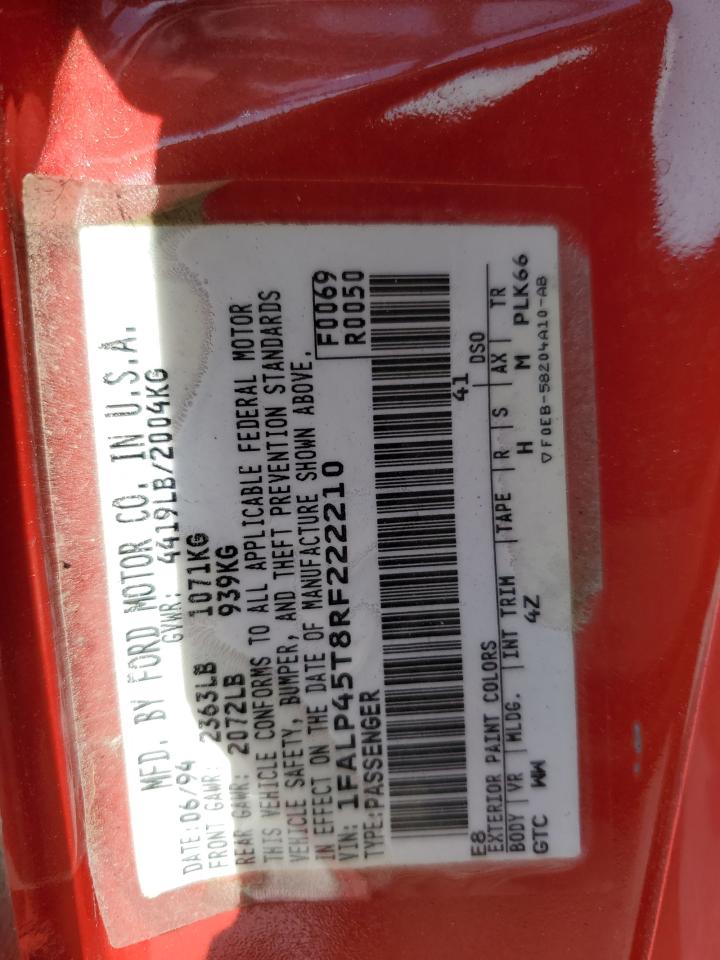 MFD. BY FORD MOTOR CO. IN U.S.A.
DATE: 06/94 GVWR: 4419LB/2004KG
FRONT GAWR: 2363LB 1071KG
REAR GAWR: 2072LB 939KG
THIS VEHICLE CONFORMS TO ALL APPLICABLE FEDERAL MOTOR
VEHICLE SAFETY, BUMPER, AND THEFT PREVENTION STANDARDS
IN EFFECT ON THE DATE OF MANUFACTURE SHOWN ABOVE.
VIN: 1FALP45T8RF222210 F0069
TYPE: PASSENGER R0050
E8 41
EXTERIOR PAINT COLORS DSO
BODY VR MLDG. INT TRIM TAPE R S AX TR
GTC WW 4Z H M PLK66
▽F0EB-58204A10-AB